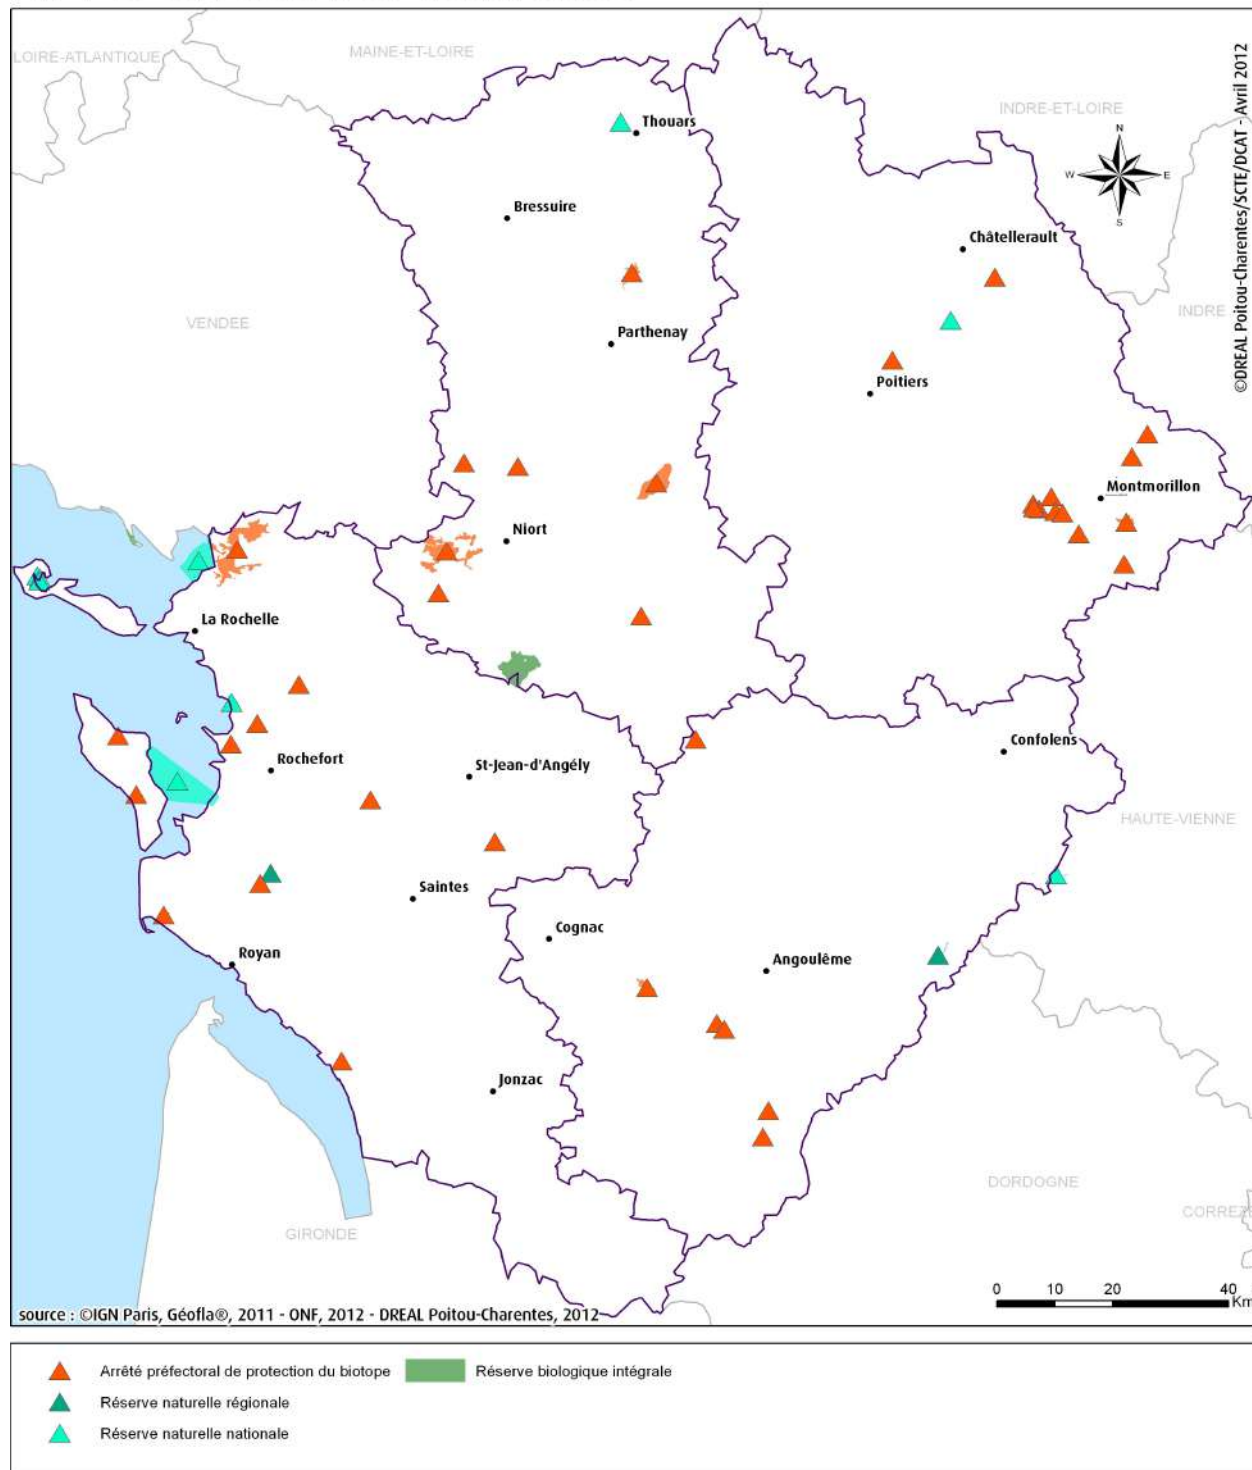 LOIRE-ATLANTIQUE
MAINE-ET-LOIRE
INDRE-ET-LOIRE
©DREAL Poitou-Charentes/SCTE/DCAT - Avril 2012
Thouars
N
W
E
S
Bressuire
Châtellerault
VENDEE
INDRE
Parthenay
Poitiers
Montmorillon
Niort
La Rochelle
Confolens
Rochefort
St-Jean-d'Angély
HAUTE-VIENNE
Saintes
Cognac
Angoulême
Royan
Jonzac
DORDOGNE
CORREZE
GIRONDE
0 10 20 40
Km
source : ©IGN Paris, Géofla®, 2011 - ONF, 2012 - DREAL Poitou-Charentes, 2012
Arrêté préfectoral de protection du biotope
Réserve biologique intégrale
Réserve naturelle régionale
Réserve naturelle nationale